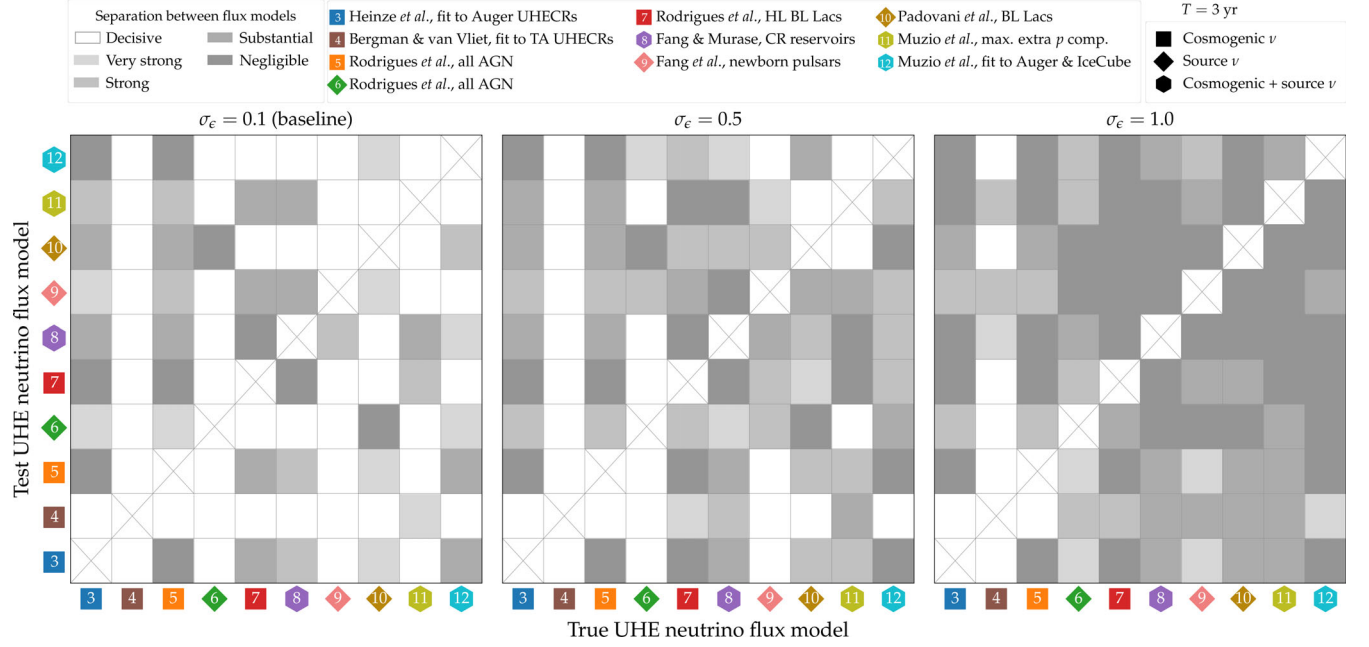 Separation between flux models
Decisive
Substantial
Very strong
Negligible
Strong
3 Heinze et al., fit to Auger UHECRs
4 Bergman & van Vliet, fit to TA UHECRs
5 Rodrigues et al., all AGN
6 Rodrigues et al., all AGN
7 Rodrigues et al., HL BL Lacs
8 Fang & Murase, CR reservoirs
9 Fang et al., newborn pulsars
10 Padovani et al., BL Lacs
11 Muzio et al., max. extra p comp.
12 Muzio et al., fit to Auger & IceCube
T = 3 yr
Cosmogenic ν
Source ν
Cosmogenic + source ν
σϵ = 0.1 (baseline)
σϵ = 0.5
σϵ = 1.0
Test UHE neutrino flux model
12
11
10
9
8
7
6
5
4
3
3 4 5 6 7 8 9 10 11 12
3 4 5 6 7 8 9 10 11 12
3 4 5 6 7 8 9 10 11 12
True UHE neutrino flux model